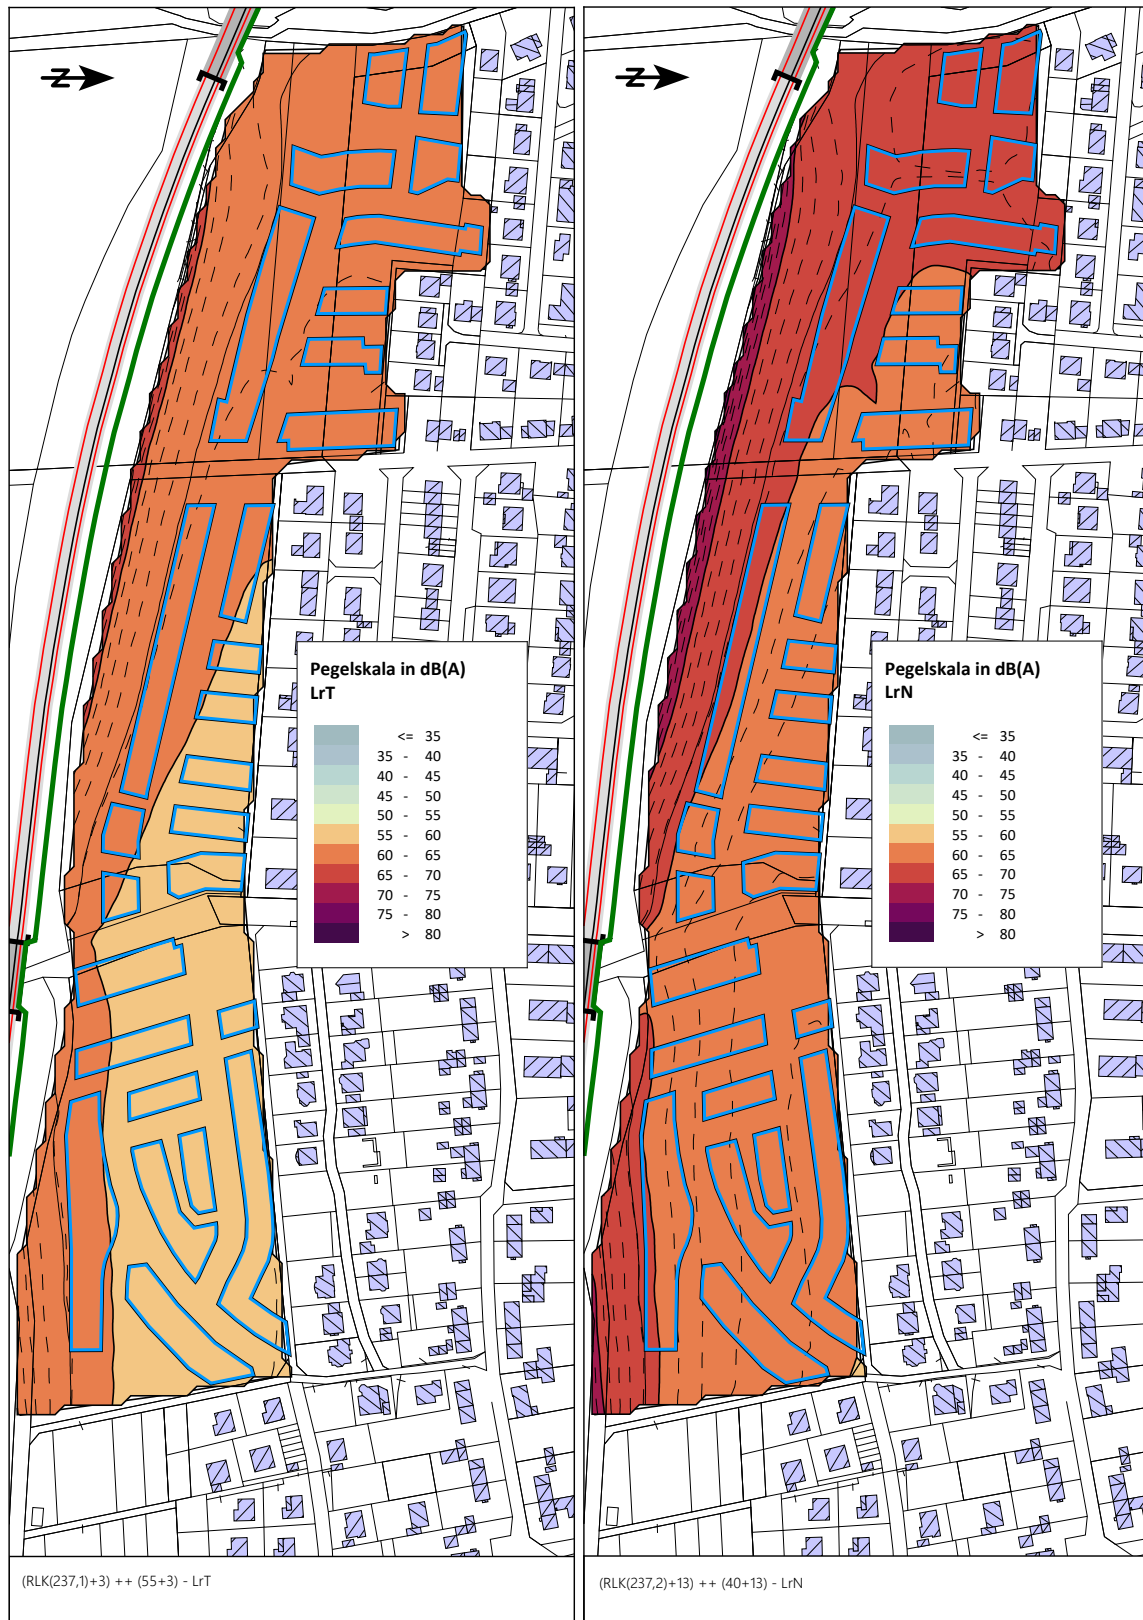 N
Pegelskala in dB(A)
LrT
<= 35
35 - 40
40 - 45
45 - 50
50 - 55
55 - 60
60 - 65
65 - 70
70 - 75
75 - 80
> 80
(RLK(237,1)+3) ++ (55+3) - LrT
N
Pegelskala in dB(A)
LrN
<= 35
35 - 40
40 - 45
45 - 50
50 - 55
55 - 60
60 - 65
65 - 70
70 - 75
75 - 80
> 80
(RLK(237,2)+13) ++ (40+13) - LrN